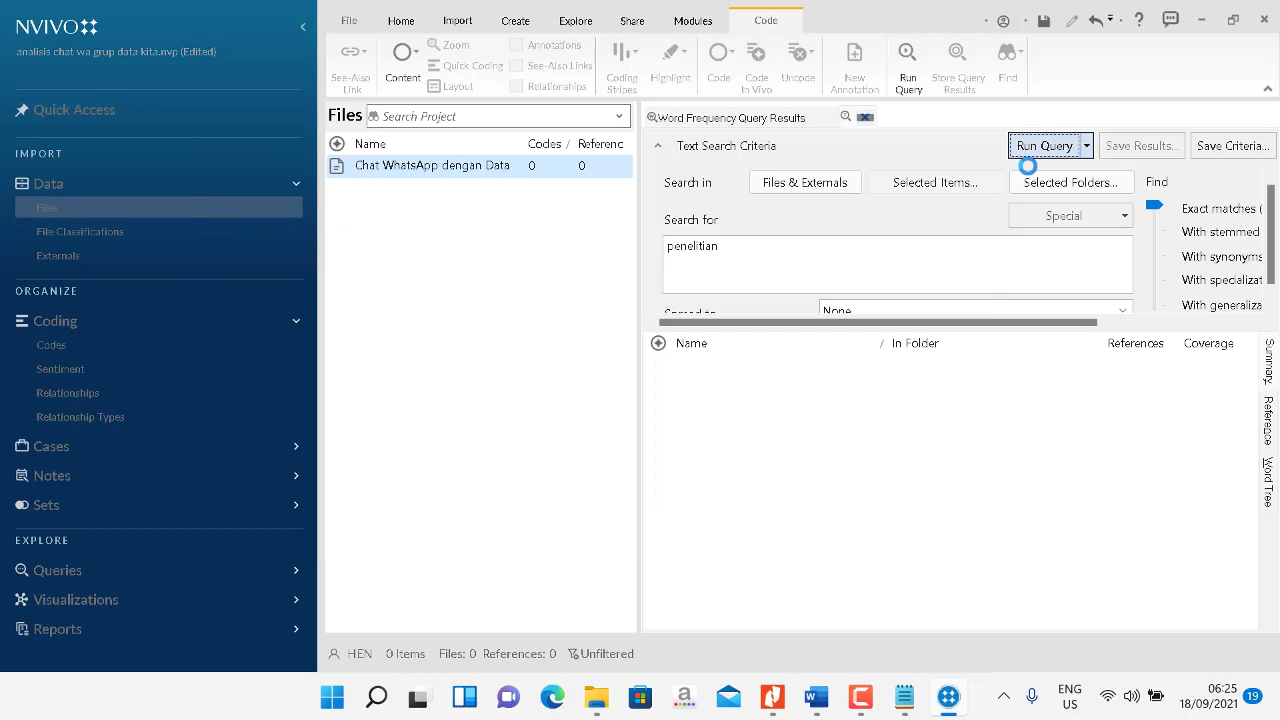 NVIVO
analisis chat wa grup data kita.nvp (Edited)
Quick Access
IMPORT
Data
Files
File Classifications
Externals
ORGANIZE
Coding
Codes
Sentiment
Relationships
Relationship Types
Cases
Notes
Sets
EXPLORE
Queries
Visualizations
Reports
File Home Import Create Explore Share Modules Code
See-Also Link
Content
Zoom
Quick Coding
Layout
Annotations
See-Also Links
Relationships
Coding Stripes
Highlight
Code
Code In Vivo
Uncode
New Annotation
Run Query
Store Query Results
Find
Files Search Project
Name Codes / Referenc
Chat WhatsApp dengan Data 0 0
Word Frequency Query Results
Text Search Criteria Run Query Save Results... Save Criteria...
Search in Files & Externals Selected Items... Selected Folders... Find
Search for Special
penelitian
Spread to None
Exact matches (
With stemmed
With synonyms
With specializat
With generaliza
Name / In Folder References Coverage
Summary
Reference
Word Tree
HEN 0 Items Files: 0 References: 0 Unfiltered
ENG US
06:25
18/09/2021
19